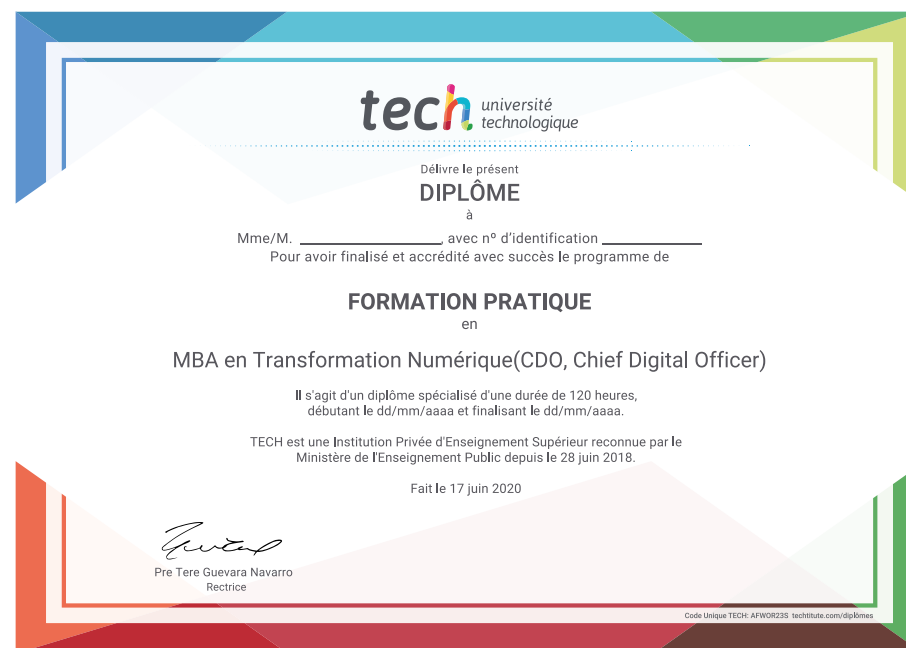 tech université
technologique
Délivre le présent
DIPLÔME
à
Mme/M. ____________________, avec nº d'identification ______________
Pour avoir finalisé et accrédité avec succès le programme de
FORMATION PRATIQUE
en
MBA en Transformation Numérique(CDO, Chief Digital Officer)
Il s'agit d'un diplôme spécialisé d'une durée de 120 heures,
débutant le dd/mm/aaaa et finalisant le dd/mm/aaaa.
TECH est une Institution Privée d'Enseignement Supérieur reconnue par le
Ministère de l'Enseignement Public depuis le 28 juin 2018.
Fait le 17 juin 2020
Pre Tere Guevara Navarro
Rectrice
Code Unique TECH: AFWOR23S techtitute.com/diplômes